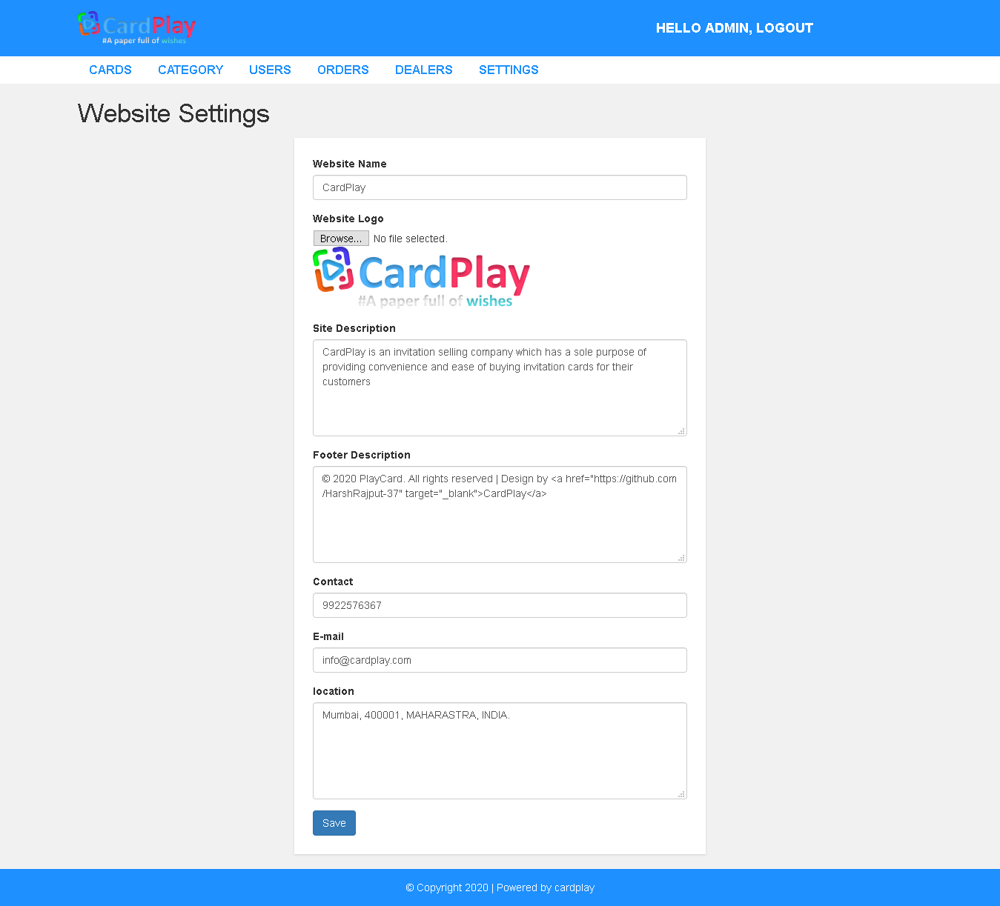 CardPlay
#A paper full of wishes
HELLO ADMIN, LOGOUT
CARDS CATEGORY USERS ORDERS DEALERS SETTINGS
Website Settings
Website Name
CardPlay
Website Logo
Browse... No file selected.
CardPlay
#A paper full of wishes
Site Description
CardPlay is an invitation selling company which has a sole purpose of
providing convenience and ease of buying invitation cards for their
customers
Footer Description
© 2020 PlayCard. All rights reserved | Design by <a href="https://github.com
/HarshRajput-37" target="_blank">CardPlay</a>
Contact
9922576367
E-mail
info@cardplay.com
location
Mumbai, 400001, MAHARASTRA, INDIA.
Save
© Copyright 2020 | Powered by cardplay